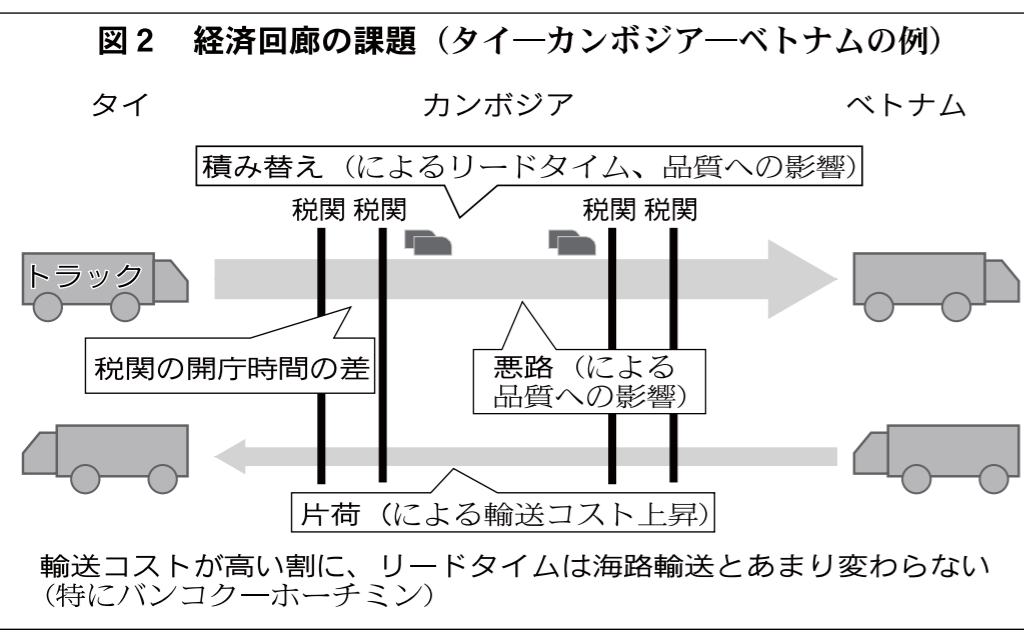 図2　経済回廊の課題（タイ―カンボジア―ベトナムの例）
タイ
カンボジア
ベトナム
積み替え（によるリードタイム、品質への影響）
税関 税関
税関 税関
トラック
税関の開庁時間の差
悪路（による
品質への影響）
片荷（による輸送コスト上昇）
輸送コストが高い割に、リードタイムは海路輸送とあまり変わらない
（特にバンコク―ホーチミン）